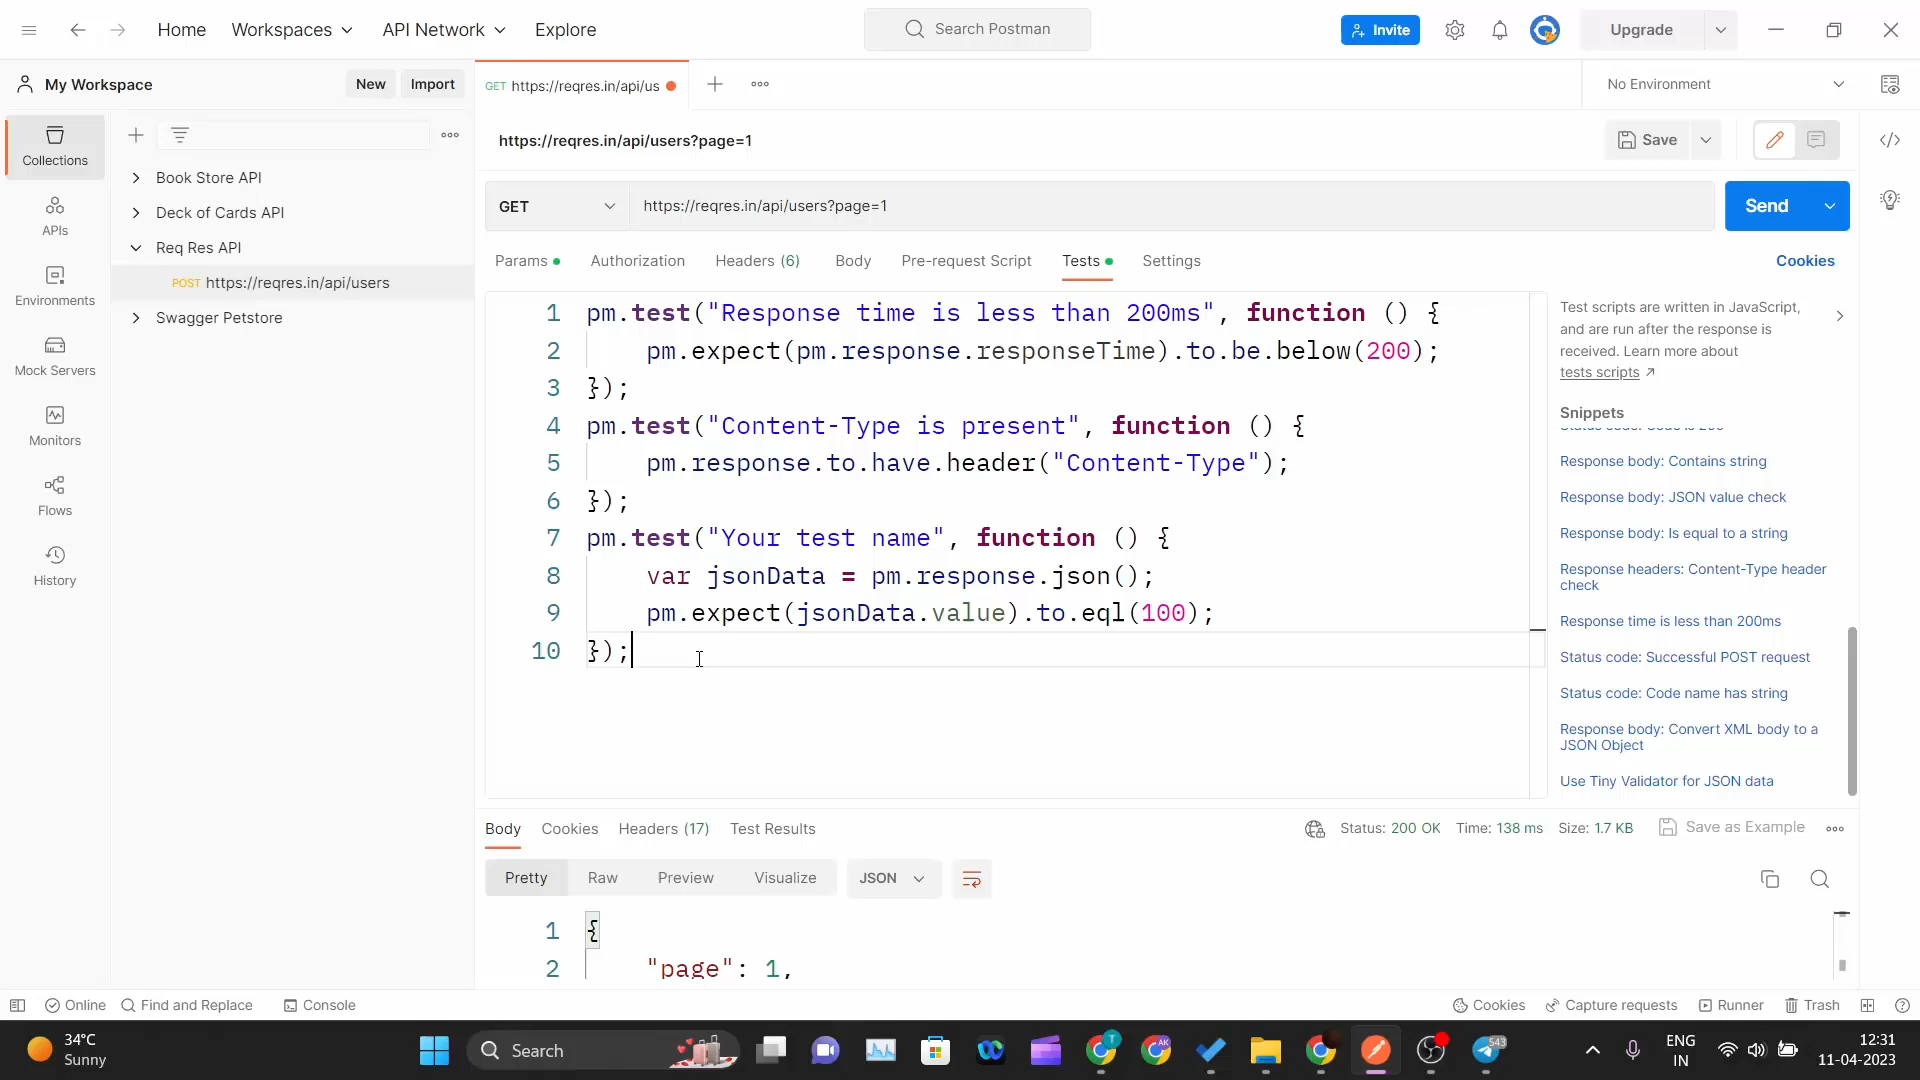 Home Workspaces API Network Explore
Search Postman
Invite
Upgrade
My Workspace New Import
GET https://reqres.in/api/us
No Environment
Collections
APIs
Environments
Mock Servers
Monitors
Flows
History
Book Store API
Deck of Cards API
Req Res API
POST https://reqres.in/api/users
Swagger Petstore
https://reqres.in/api/users?page=1
Save
GET https://reqres.in/api/users?page=1
Send
Params Authorization Headers (6) Body Pre-request Script Tests Settings Cookies
1 pm.test("Response time is less than 200ms", function () {
2 pm.expect(pm.response.responseTime).to.be.below(200);
3 });
4 pm.test("Content-Type is present", function () {
5 pm.response.to.have.header("Content-Type");
6 });
7 pm.test("Your test name", function () {
8 var jsonData = pm.response.json();
9 pm.expect(jsonData.value).to.eql(100);
10 });
Test scripts are written in JavaScript,
and are run after the response is
received. Learn more about
tests scripts
Snippets
Status code: Code is 200
Response body: Contains string
Response body: JSON value check
Response body: Is equal to a string
Response headers: Content-Type header
check
Response time is less than 200ms
Status code: Successful POST request
Status code: Code name has string
Response body: Convert XML body to a
JSON Object
Use Tiny Validator for JSON data
Body Cookies Headers (17) Test Results
Status: 200 OK Time: 138 ms Size: 1.7 KB Save as Example
Pretty Raw Preview Visualize JSON
1 {
2 "page": 1,
Online Find and Replace Console
Cookies Capture requests Runner Trash
34°C
Sunny
Search
T
AK
543
ENG
IN
12:31
11-04-2023